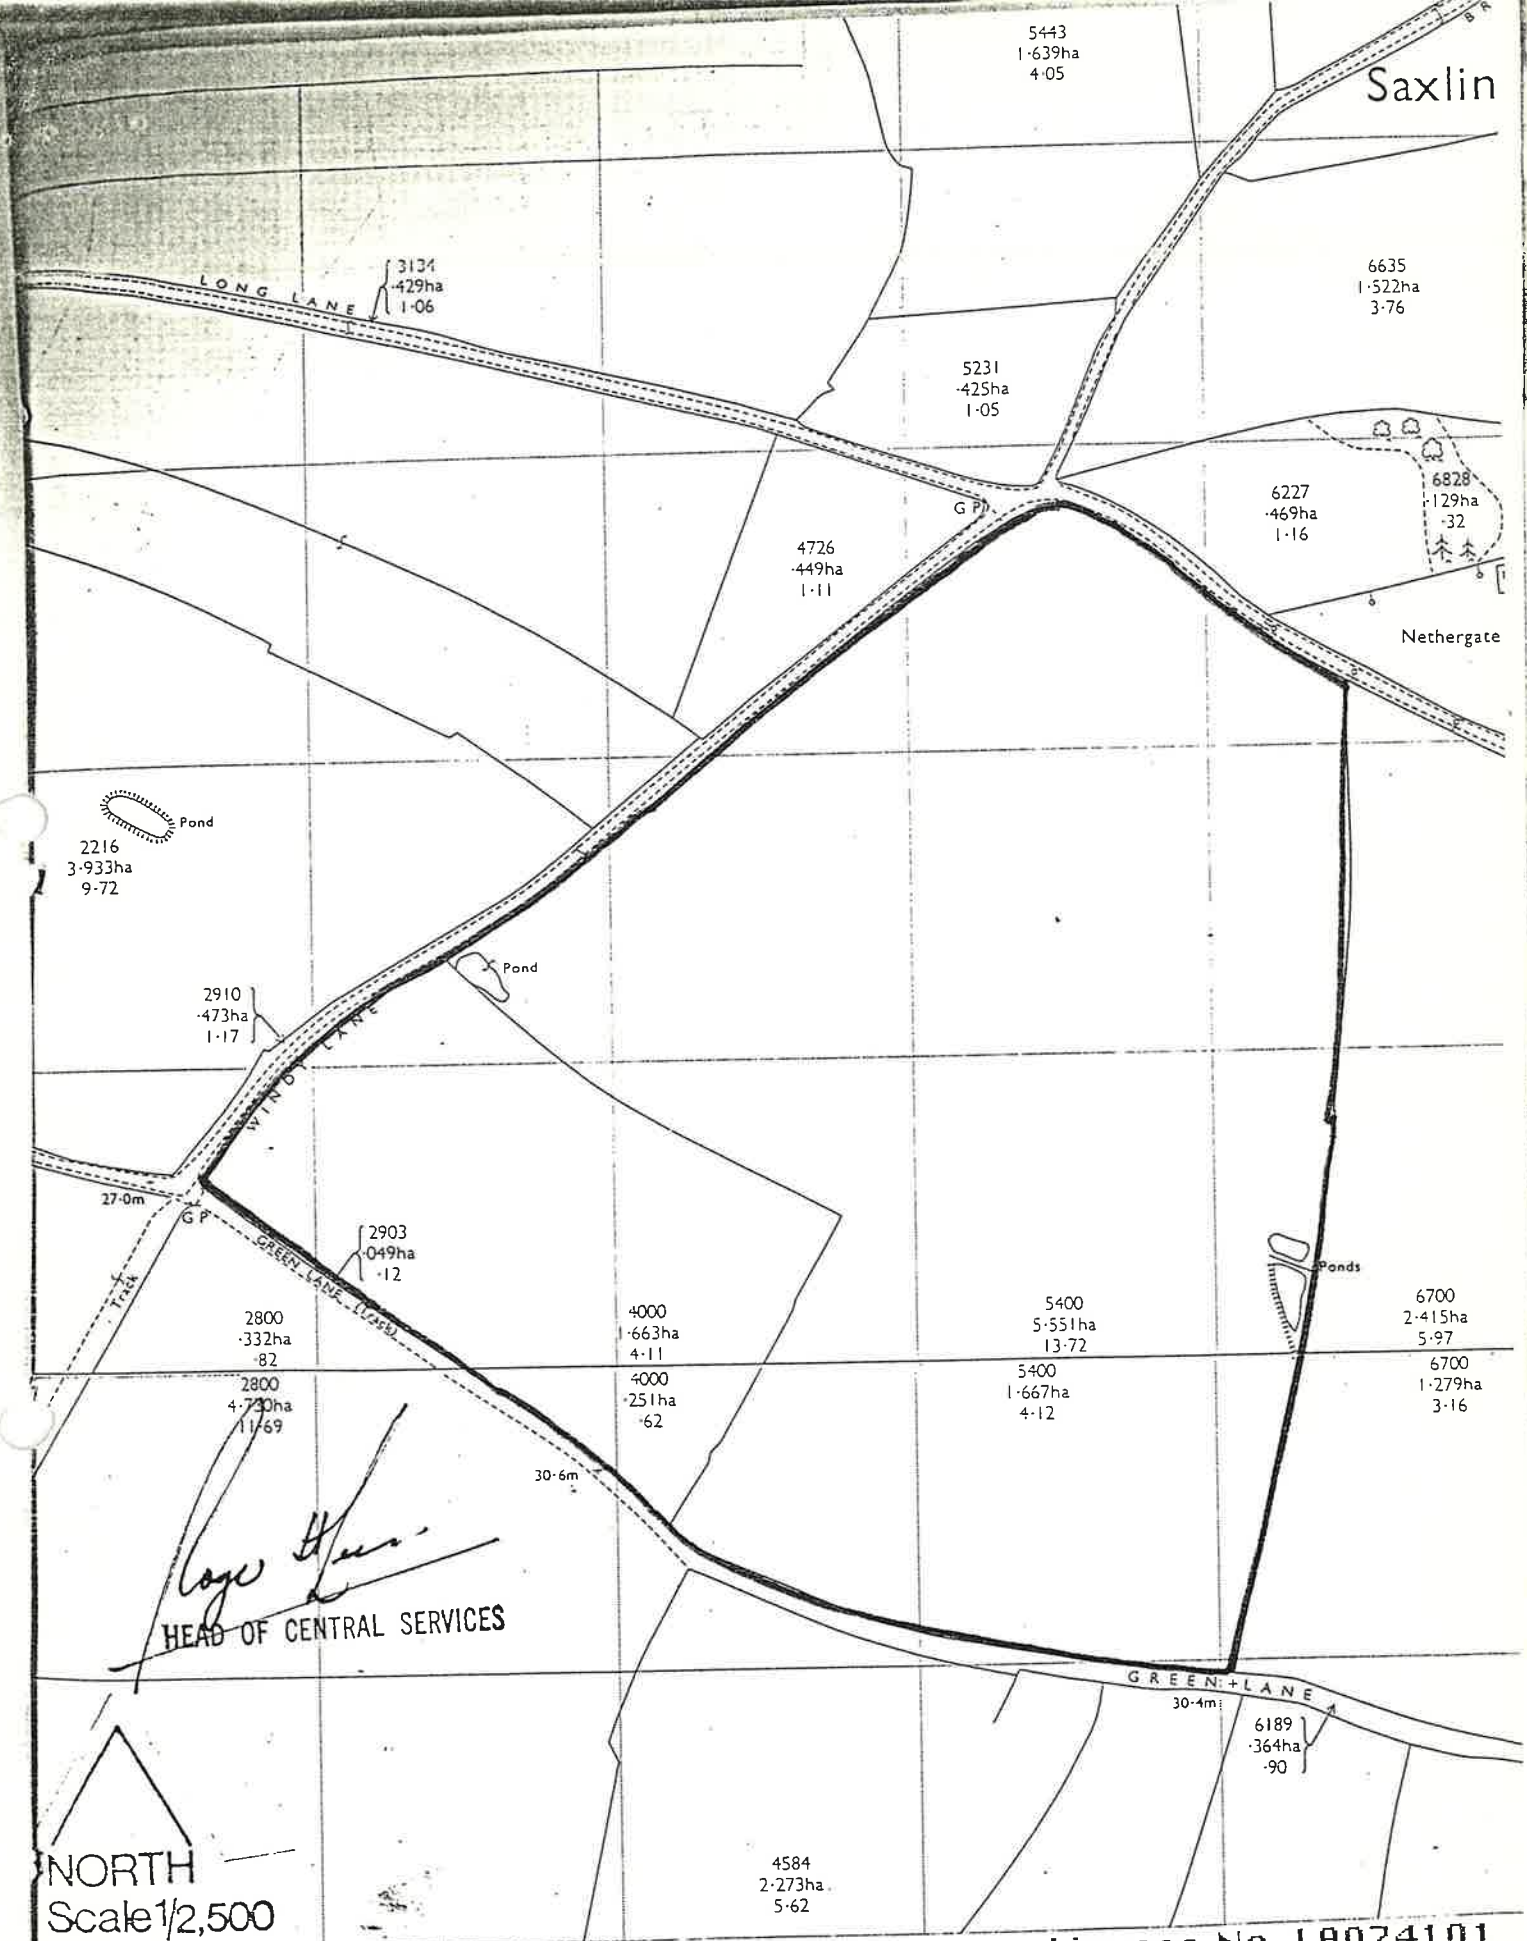 5443
1·639ha
4·05
B R
Saxlin
LONG LANE
3134
·429ha
1·06
6635
1·522ha
3·76
5231
·425ha
1·05
G P
4726
·449ha
1·11
6227
·469ha
1·16
6828
·129ha
·32
Nethergate
Pond
2216
3·933ha
9·72
Pond
2910
·473ha
1·17
WINDY LANE
27·0m
G P
Track
2903
·049ha
·12
GREEN LANE (Track)
Ponds
2800
·332ha
·82
4000
1·663ha
4·11
5400
5·551ha
13·72
6700
2·415ha
5·97
2800
4·730ha
11·69
4000
·251ha
·62
5400
1·667ha
4·12
6700
1·279ha
3·16
30·6m
HEAD OF CENTRAL SERVICES
GREEN LANE
30·4m
6189
·364ha
·90
NORTH
Scale 1/2,500
4584
2·273ha
5·62
No. LA074101